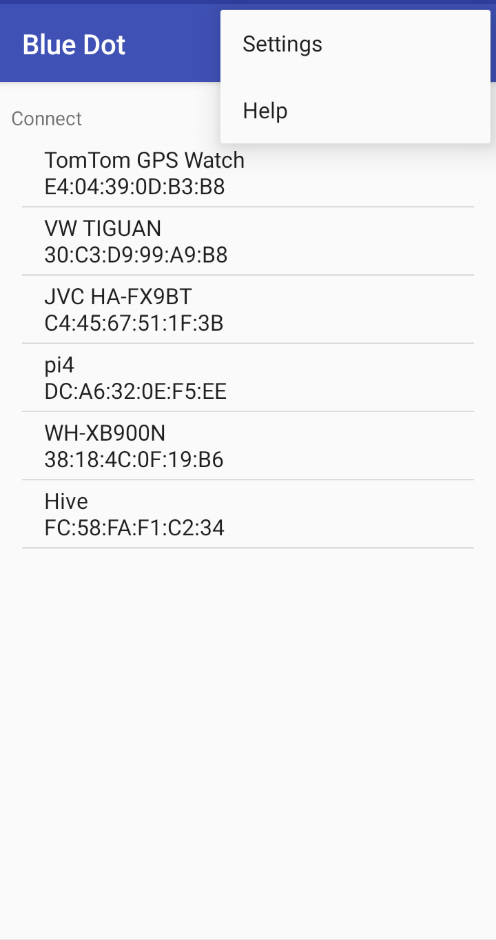 Blue Dot
Settings
Help
Connect
TomTom GPS Watch
E4:04:39:0D:B3:B8
VW TIGUAN
30:C3:D9:99:A9:B8
JVC HA-FX9BT
C4:45:67:51:1F:3B
pi4
DC:A6:32:0E:F5:EE
WH-XB900N
38:18:4C:0F:19:B6
Hive
FC:58:FA:F1:C2:34